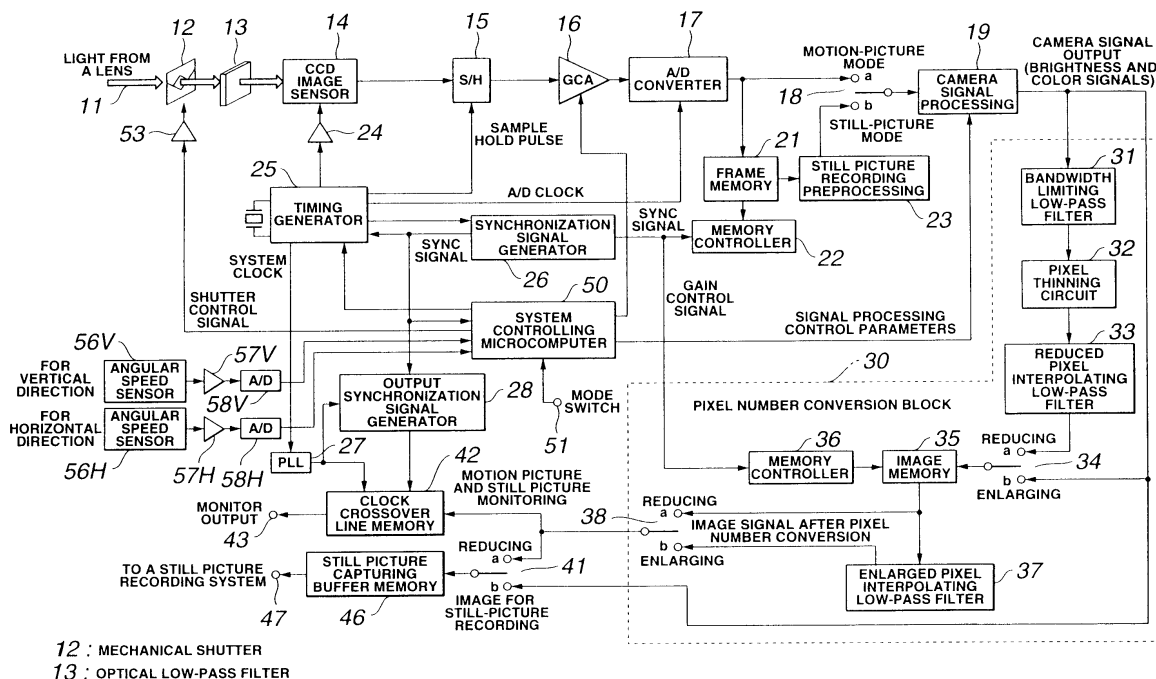 12
13
14
15
16
17
19
LIGHT FROM
A LENS
11
CCD
IMAGE
SENSOR
S/H
GCA
A/D
CONVERTER
MOTION-PICTURE
MODE
a
18
b
STILL-PICTURE
MODE
CAMERA
SIGNAL
PROCESSING
CAMERA SIGNAL
OUTPUT
(BRIGHTNESS AND
COLOR SIGNALS)
53
24
SAMPLE
HOLD PULSE
21
FRAME
MEMORY
STILL PICTURE
RECORDING
PREPROCESSING
23
31
BANDWIDTH
LIMITING
LOW-PASS
FILTER
25
TIMING
GENERATOR
A/D CLOCK
SYNC
SIGNAL
SYNCHRONIZATION
SIGNAL
GENERATOR
26
SYNC
SIGNAL
MEMORY
CONTROLLER
22
SYSTEM
CLOCK
32
PIXEL
THINNING
CIRCUIT
SHUTTER
CONTROL
SIGNAL
50
SYSTEM
CONTROLLING
MICROCOMPUTER
GAIN
CONTROL
SIGNAL
SIGNAL PROCESSING
CONTROL PARAMETERS
33
REDUCED
PIXEL
INTERPOLATING
LOW-PASS
FILTER
56V
FOR
VERTICAL
DIRECTION
ANGULAR
SPEED
SENSOR
57V
A/D
58V
FOR
HORIZONTAL
DIRECTION
ANGULAR
SPEED
SENSOR
56H
57H
A/D
58H
OUTPUT
SYNCHRONIZATION
SIGNAL
GENERATOR
28
MODE
SWITCH
51
30
PIXEL NUMBER CONVERSION BLOCK
27
PLL
36
MEMORY
CONTROLLER
35
IMAGE
MEMORY
REDUCING
a
34
b
ENLARGING
42
CLOCK
CROSSOVER
LINE MEMORY
MOTION PICTURE
AND STILL PICTURE
MONITORING
MONITOR
OUTPUT
43
REDUCING
a
38
IMAGE SIGNAL AFTER PIXEL
NUMBER CONVERSION
b
ENLARGING
TO A STILL PICTURE
RECORDING SYSTEM
47
STILL PICTURE
CAPTURING
BUFFER MEMORY
46
REDUCING
a
41
b
IMAGE FOR
STILL-PICTURE
RECORDING
ENLARGED PIXEL
INTERPOLATING
LOW-PASS FILTER
37
12 : MECHANICAL SHUTTER
13 : OPTICAL LOW-PASS FILTER